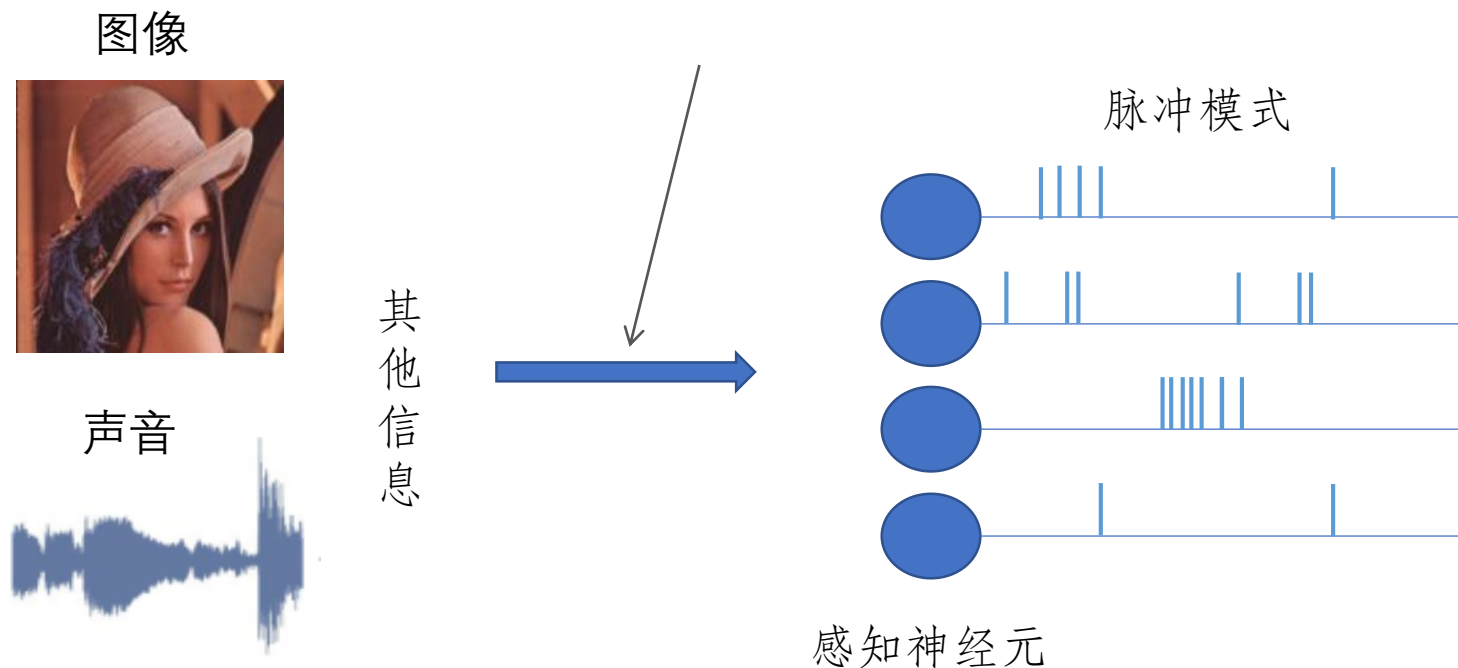 图像
声音
其他信息
脉冲模式
感知神经元